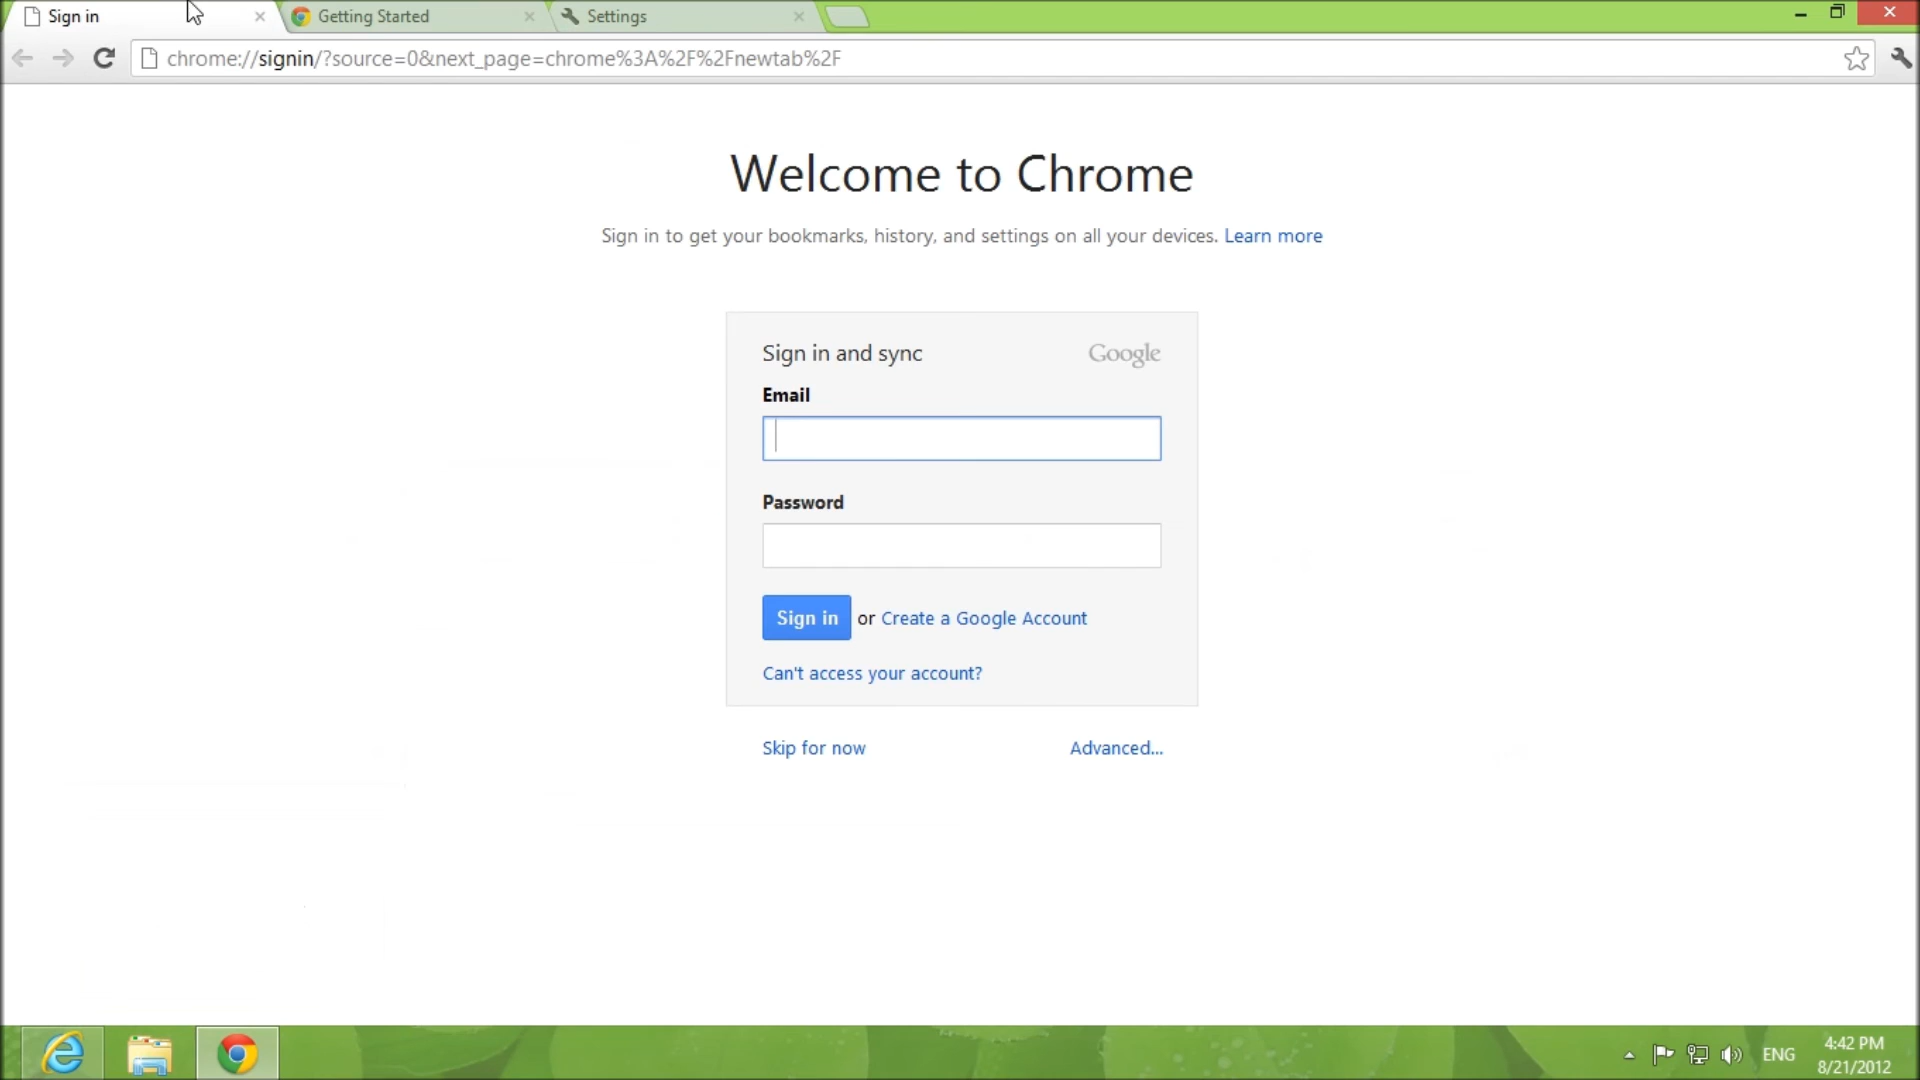 Sign in
Getting Started
Settings
chrome://signin/?source=0&next_page=chrome%3A%2F%2Fnewtab%2F
Welcome to Chrome
Sign in to get your bookmarks, history, and settings on all your devices. Learn more
Sign in and sync
Google
Email
Password
Sign in or Create a Google Account
Can't access your account?
Skip for now
Advanced...
ENG
4:42 PM
8/21/2012